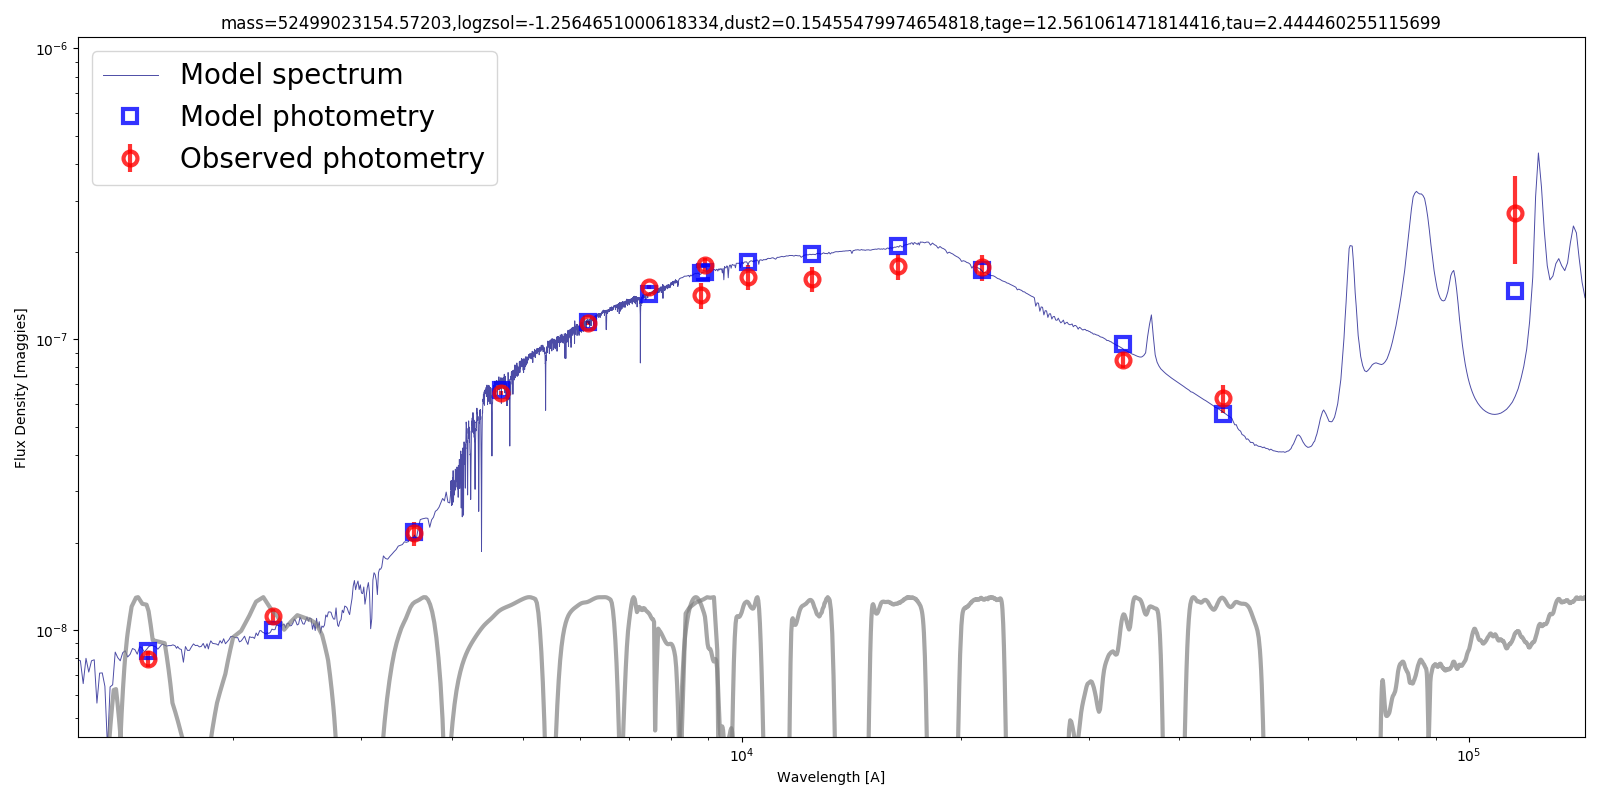 mass=52499023154.57203,logzsol=-1.2564651000618334,dust2=0.15455479974654818,tage=12.561061471814416,tau=2.444460255115699
Model spectrum
Model photometry
Observed photometry
Flux Density [maggies]
10⁻⁶
10⁻⁷
10⁻⁸
10⁴
10⁵
Wavelength [A]